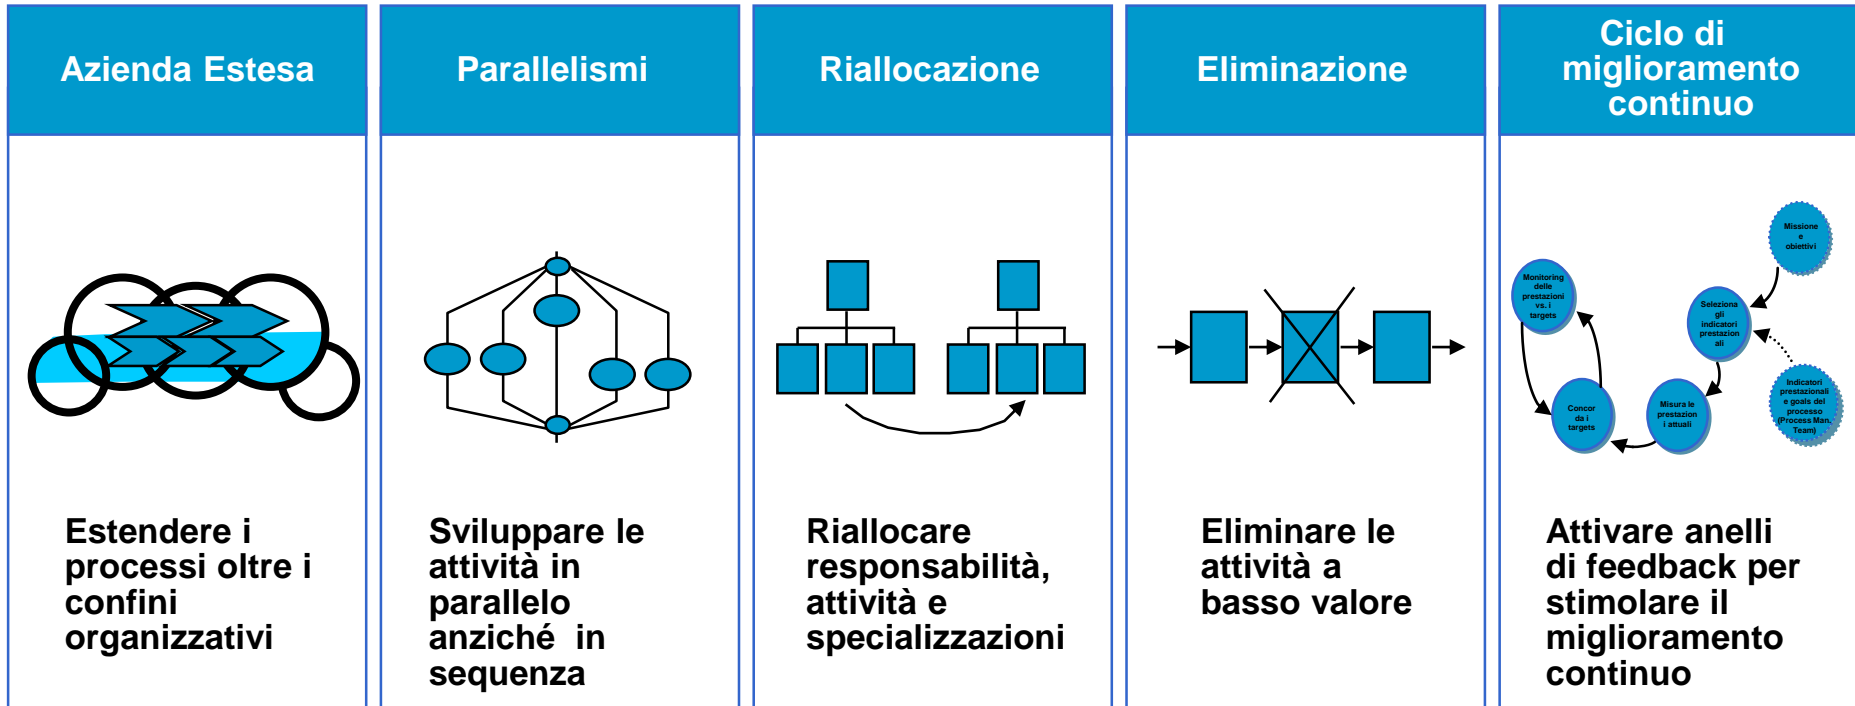 Azienda Estesa
Estendere i
processi oltre i
confini
organizzativi
Parallelismi
Sviluppare le
attività in
parallelo
anziché in
sequenza
Riallocazione
Riallocare
responsabilità,
attività e
specializzazioni
Eliminazione
Eliminare le
attività a
basso valore
Ciclo di
miglioramento
continuo
Missione
e
obiettivi
Monitoring
delle
prestazioni
vs. i
targets
Seleziona
gli
indicatori
prestazion
ali
Indicatori
prestazionali
e goals del
processo
(Process Man.
Team)
Misura le
prestazion
i attuali
Concor
da i
targets
Attivare anelli
di feedback per
stimolare il
miglioramento
continuo